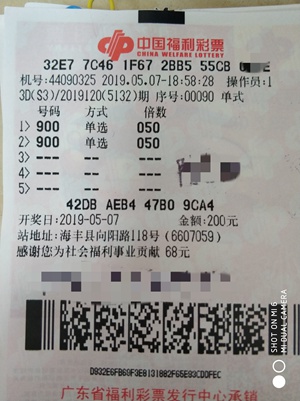 中国福利彩票
CHINA WELFARE LOTTERY
32E7 7C46 1F67 2BB5 55CB
机号:44090325 2019.05.07-18:58:28 操作员:1
3D(S3)/2019120(5132)期 序号:00090 单式
号码 方式 倍数
1> 900 单选 050
2> 900 单选 050
3> --- --- ---
4> --- ---
5> --- ---
42DB AEB4 47B0 9CA4
开奖日:2019-05-07 金额:200元
站地址:海丰县向阳路118号 (6607059)
感谢您为社会福利事业贡献 68元
D932E6FB69F3E8131882F65E93CDDFEC
广东省福利彩票发行中心承销
SHOT ON MI 6
MI DUAL CAMERA